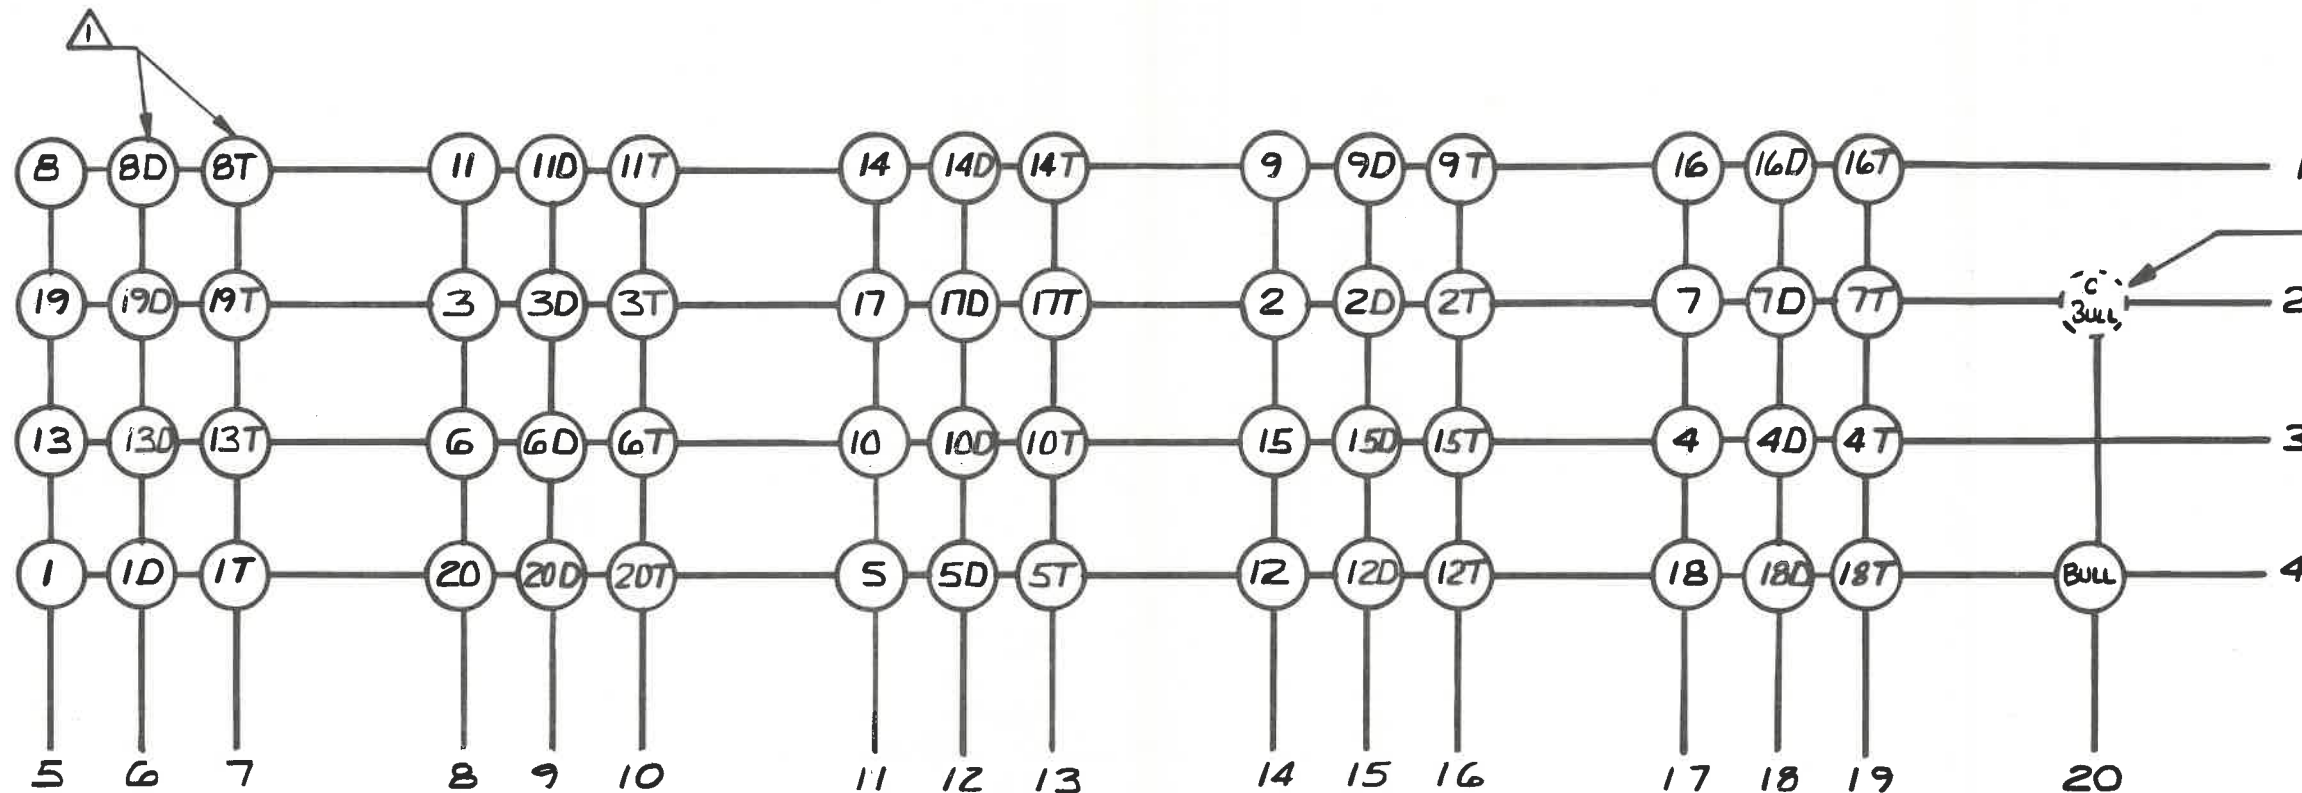 1
8 8D 8T 11 11D 11T 14 14D 14T 9 9D 9T 16 16D 16T 1
19 19D 19T 3 3D 3T 17 17D 17T 2 2D 2T 7 7D 7T C BULL 2
13 13D 13T 6 6D 6T 10 10D 10T 15 15D 15T 4 4D 4T 3
1 1D 1T 20 20D 20T 5 5D 5T 12 12D 12T 18 18D 18T BULL 4
5 6 7 8 9 10 11 12 13 14 15 16 17 18 19 20